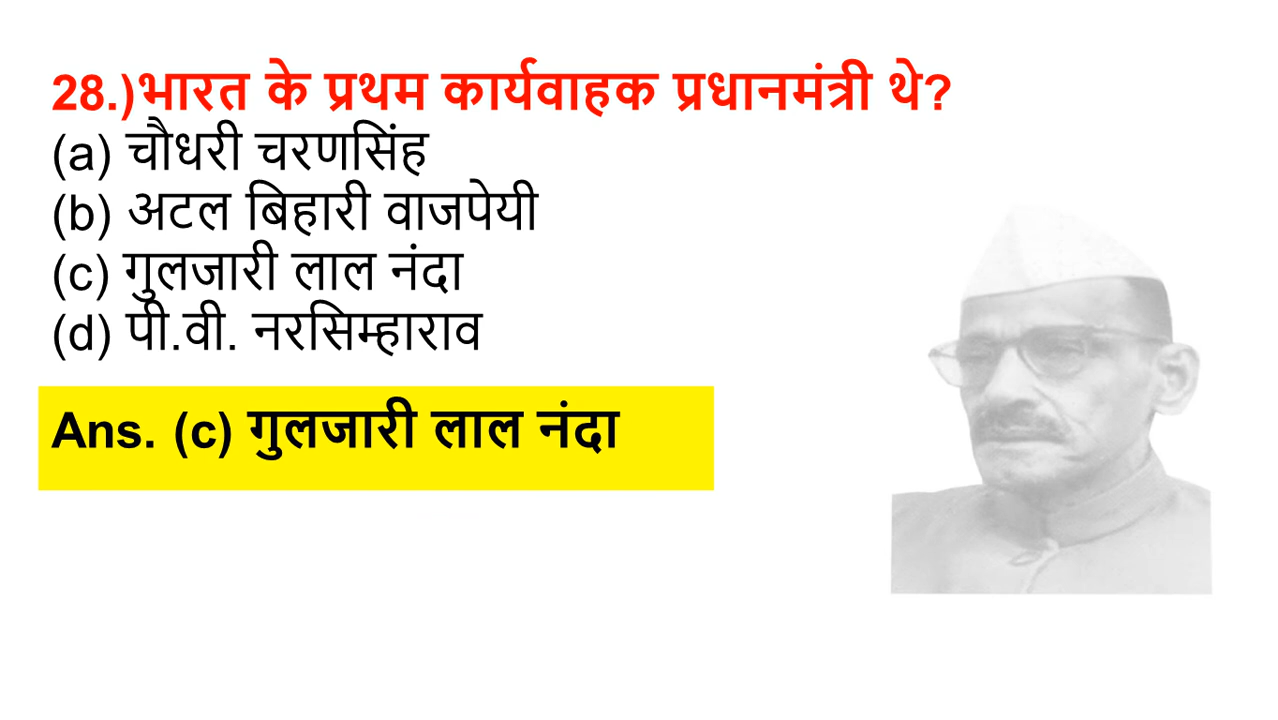 28.)भारत के प्रथम कार्यवाहक प्रधानमंत्री थे?
(a) चौधरी चरणसिंह
(b) अटल बिहारी वाजपेयी
(c) गुलजारी लाल नंदा
(d) पी.वी. नरसिम्हाराव
Ans. (c) गुलजारी लाल नंदा